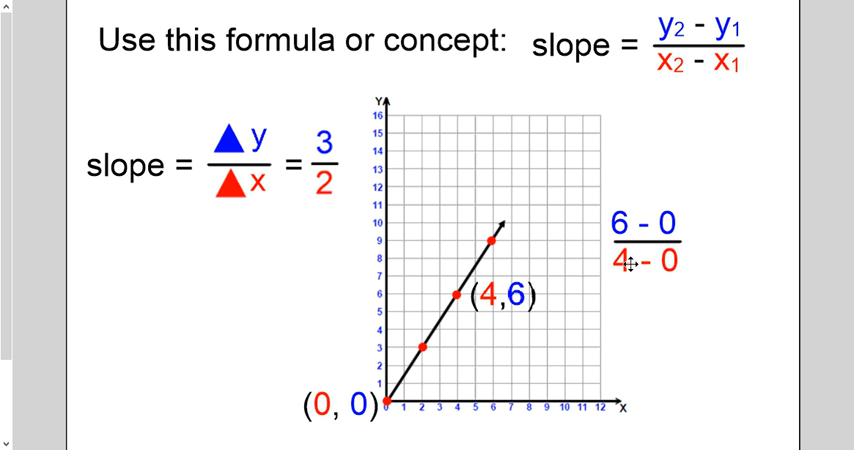 Use this formula or concept: slope = y2 - y1
x2 - x1
slope = ▲ y = 3
▲ x 2
Y
16
15
14
13
12
11
10
9
8
7
6
5
4
3
2
1
6 - 0
4 - 0
(4,6)
(0, 0)
0 1 2 3 4 5 6 7 8 9 10 11 12 X